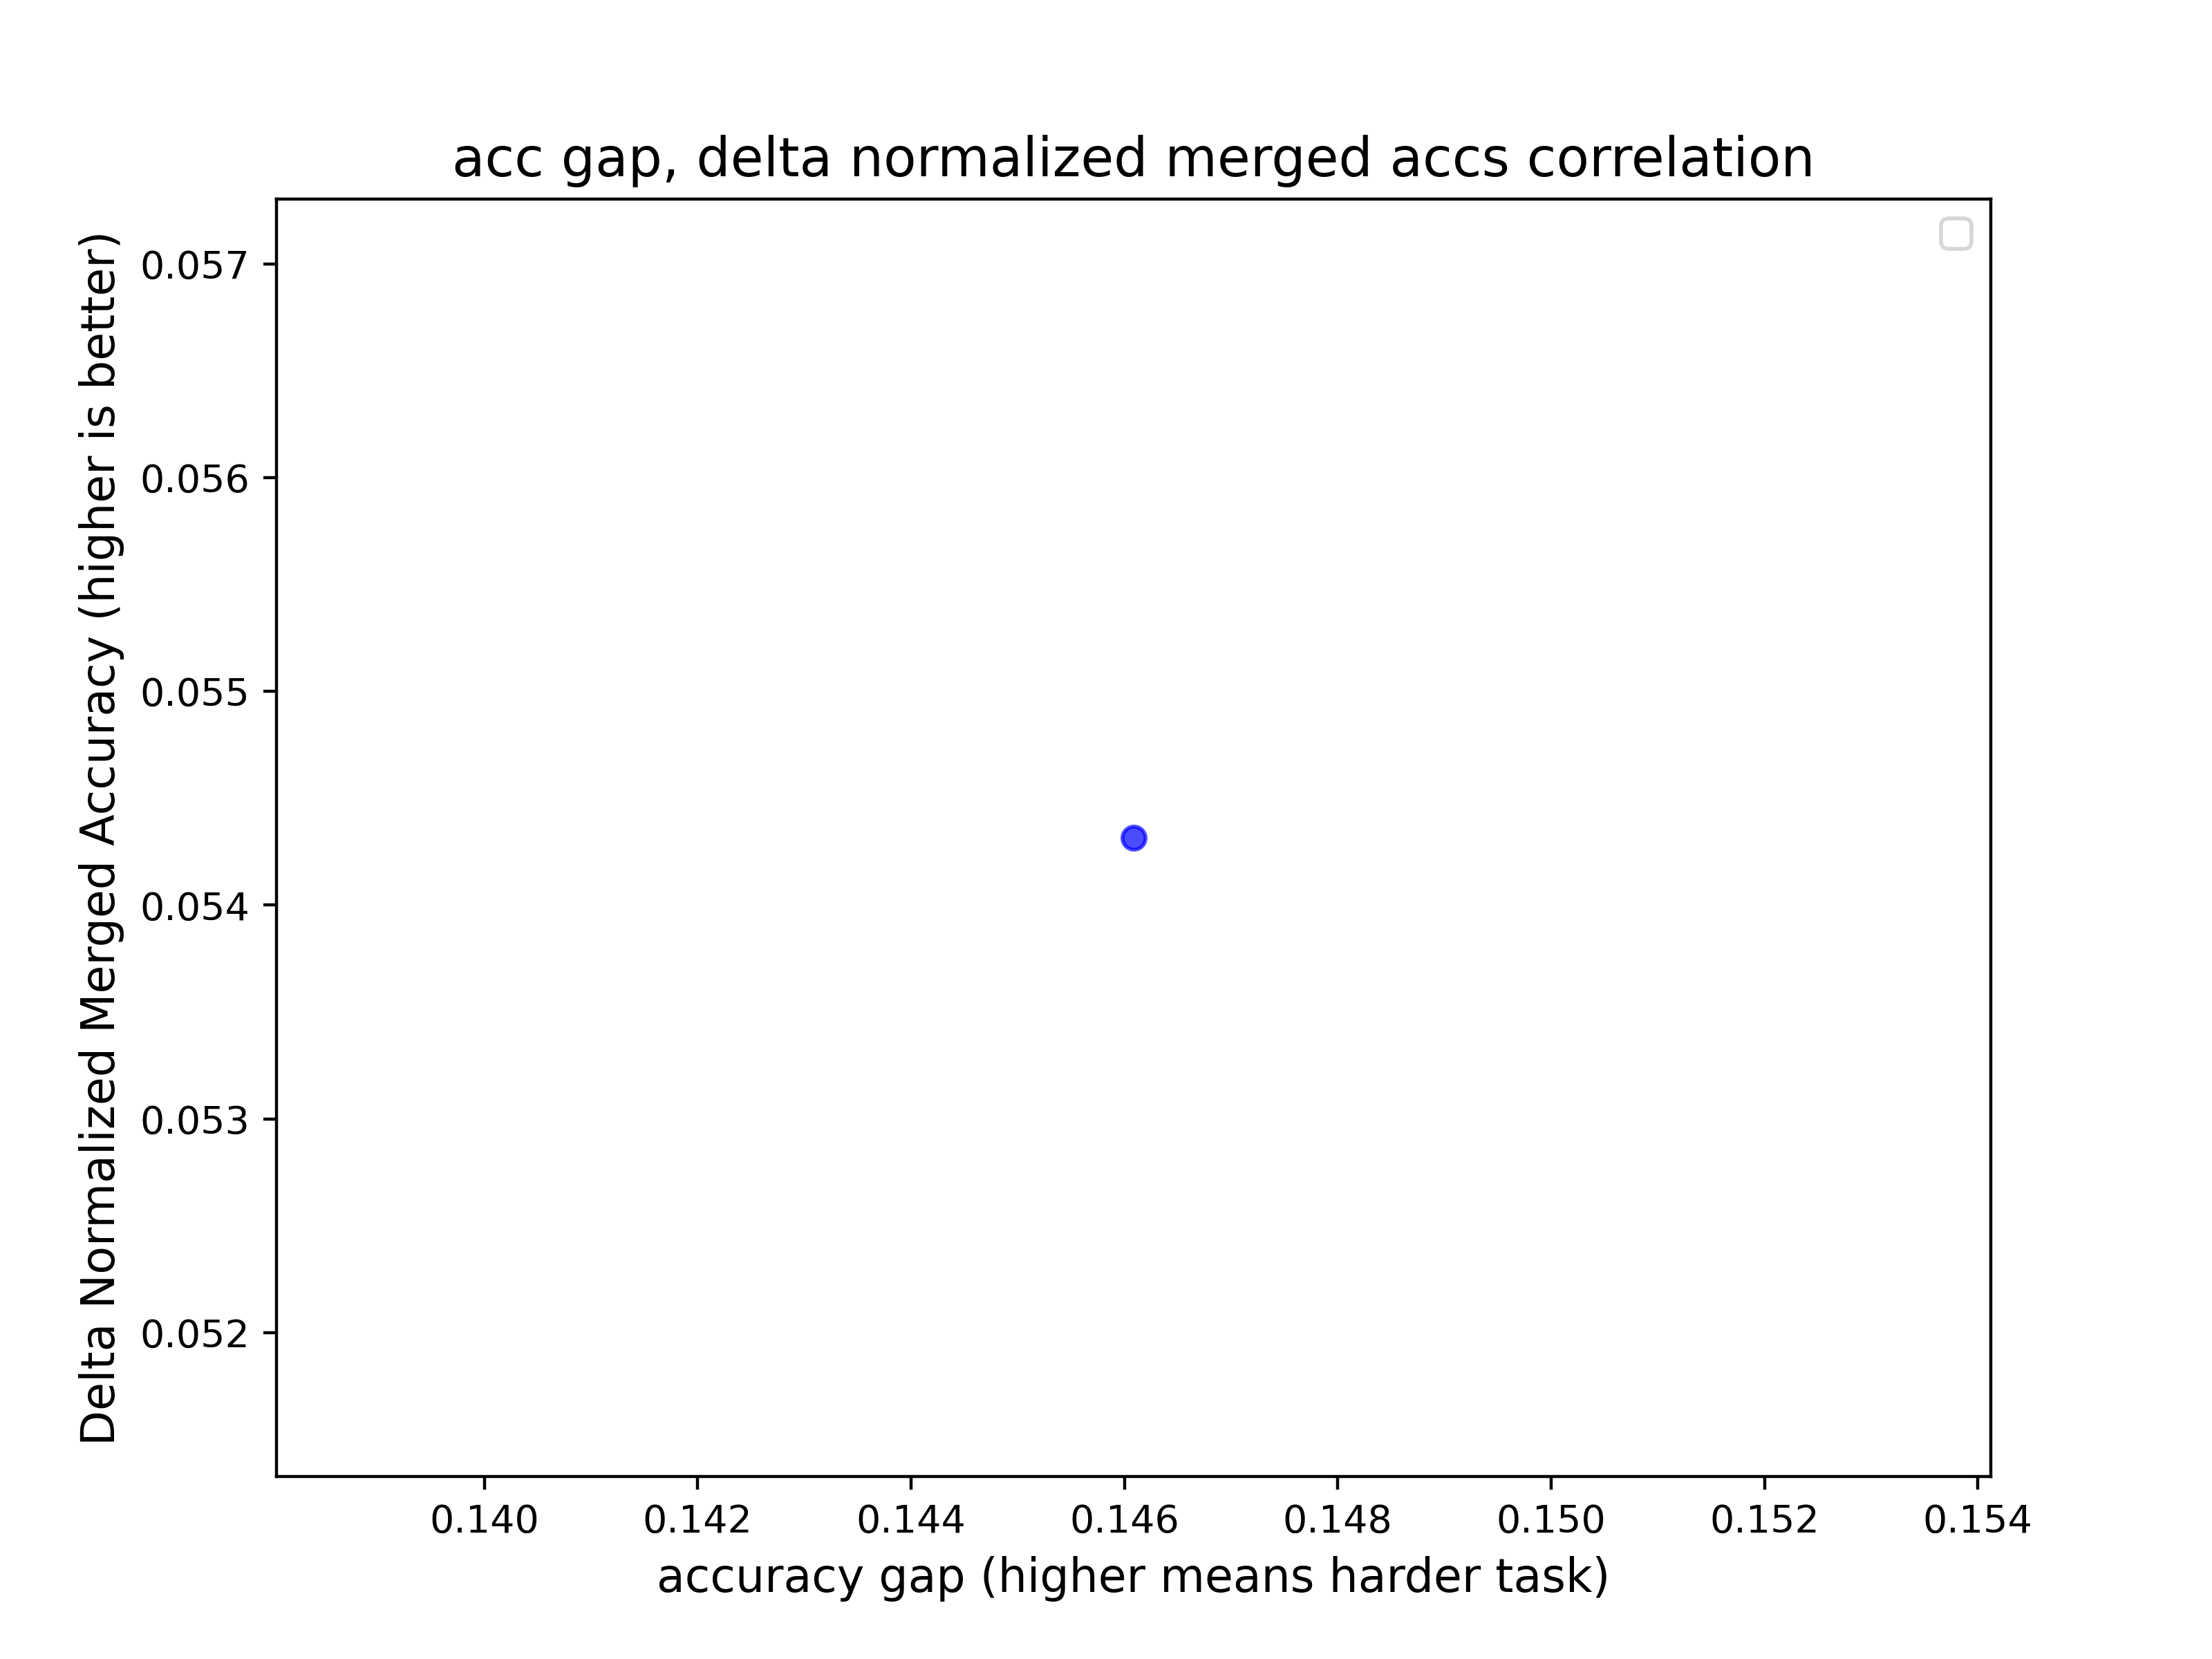 acc gap, delta normalized merged accs correlation
Delta Normalized Merged Accuracy (higher is better)
0.057
0.056
0.055
0.054
0.053
0.052
0.140 0.142 0.144 0.146 0.148 0.150 0.152 0.154
accuracy gap (higher means harder task)